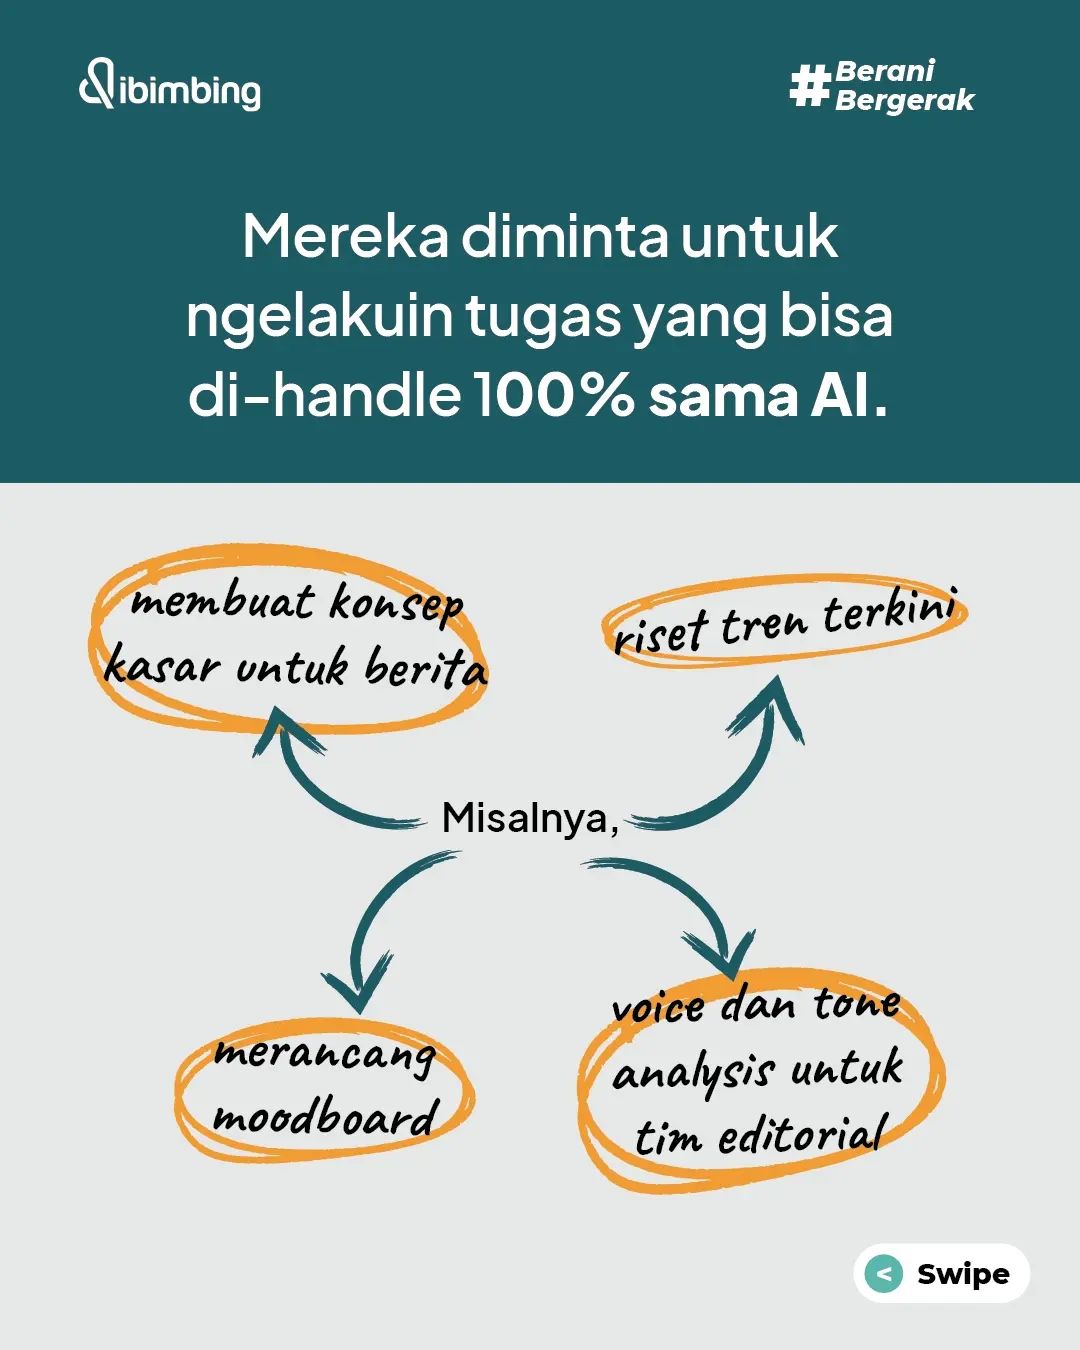 dibimbing
#Berani
Bergerak
Mereka diminta untuk
ngelakuin tugas yang bisa
di-handle 100% sama AI.
membuat konsep
kasar untuk berita
riset tren terkini
Misalnya,
merancang
moodboard
voice dan tone
analysis untuk
tim editorial
< Swipe